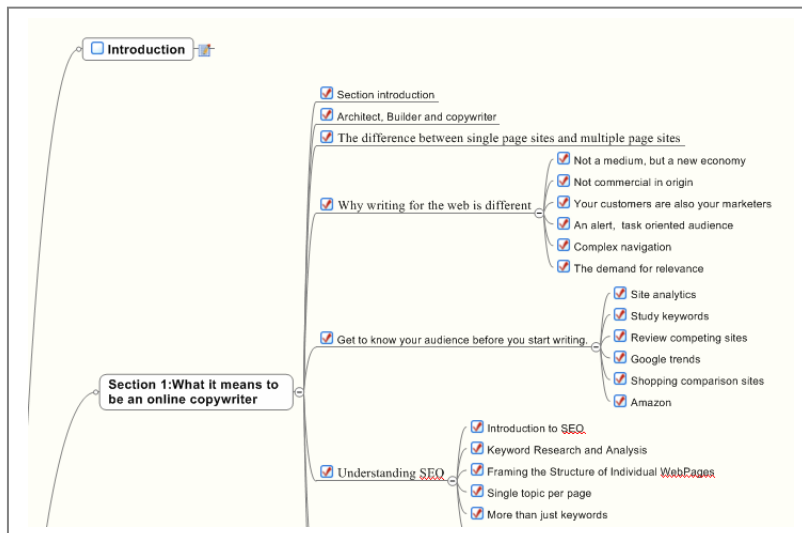 Introduction
Section introduction
Architect, Builder and copywriter
The difference between single page sites and multiple page sites
Why writing for the web is different
Not a medium, but a new economy
Not commercial in origin
Your customers are also your marketers
An alert, task oriented audience
Complex navigation
The demand for relevance
Get to know your audience before you start writing.
Site analytics
Study keywords
Review competing sites
Google trends
Shopping comparison sites
Amazon
Section 1:What it means to
be an online copywriter
Understanding SEO
Introduction to SEO
Keyword Research and Analysis
Framing the Structure of Individual WebPages
Single topic per page
More than just keywords